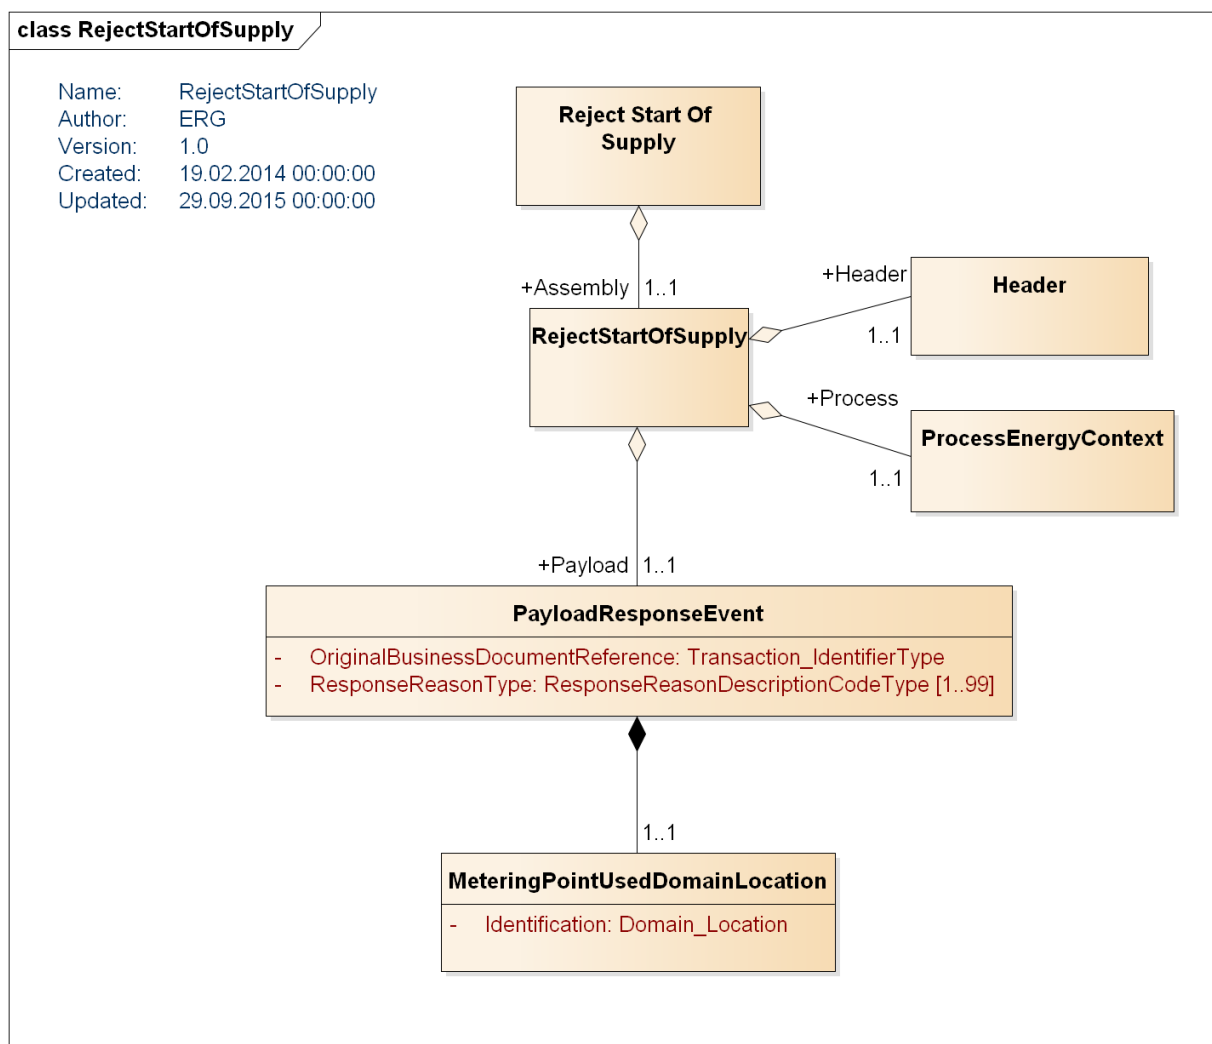 class RejectStartOfSupply
Name: RejectStartOfSupply
Author: ERG
Version: 1.0
Created: 19.02.2014 00:00:00
Updated: 29.09.2015 00:00:00
Reject Start Of
Supply
+Assembly 1..1
RejectStartOfSupply
+Header
1..1
Header
+Process
1..1
ProcessEnergyContext
+Payload 1..1
PayloadResponseEvent
- OriginalBusinessDocumentReference: Transaction_IdentifierType
- ResponseReasonType: ResponseReasonDescriptionCodeType [1..99]
1..1
MeteringPointUsedDomainLocation
- Identification: Domain_Location